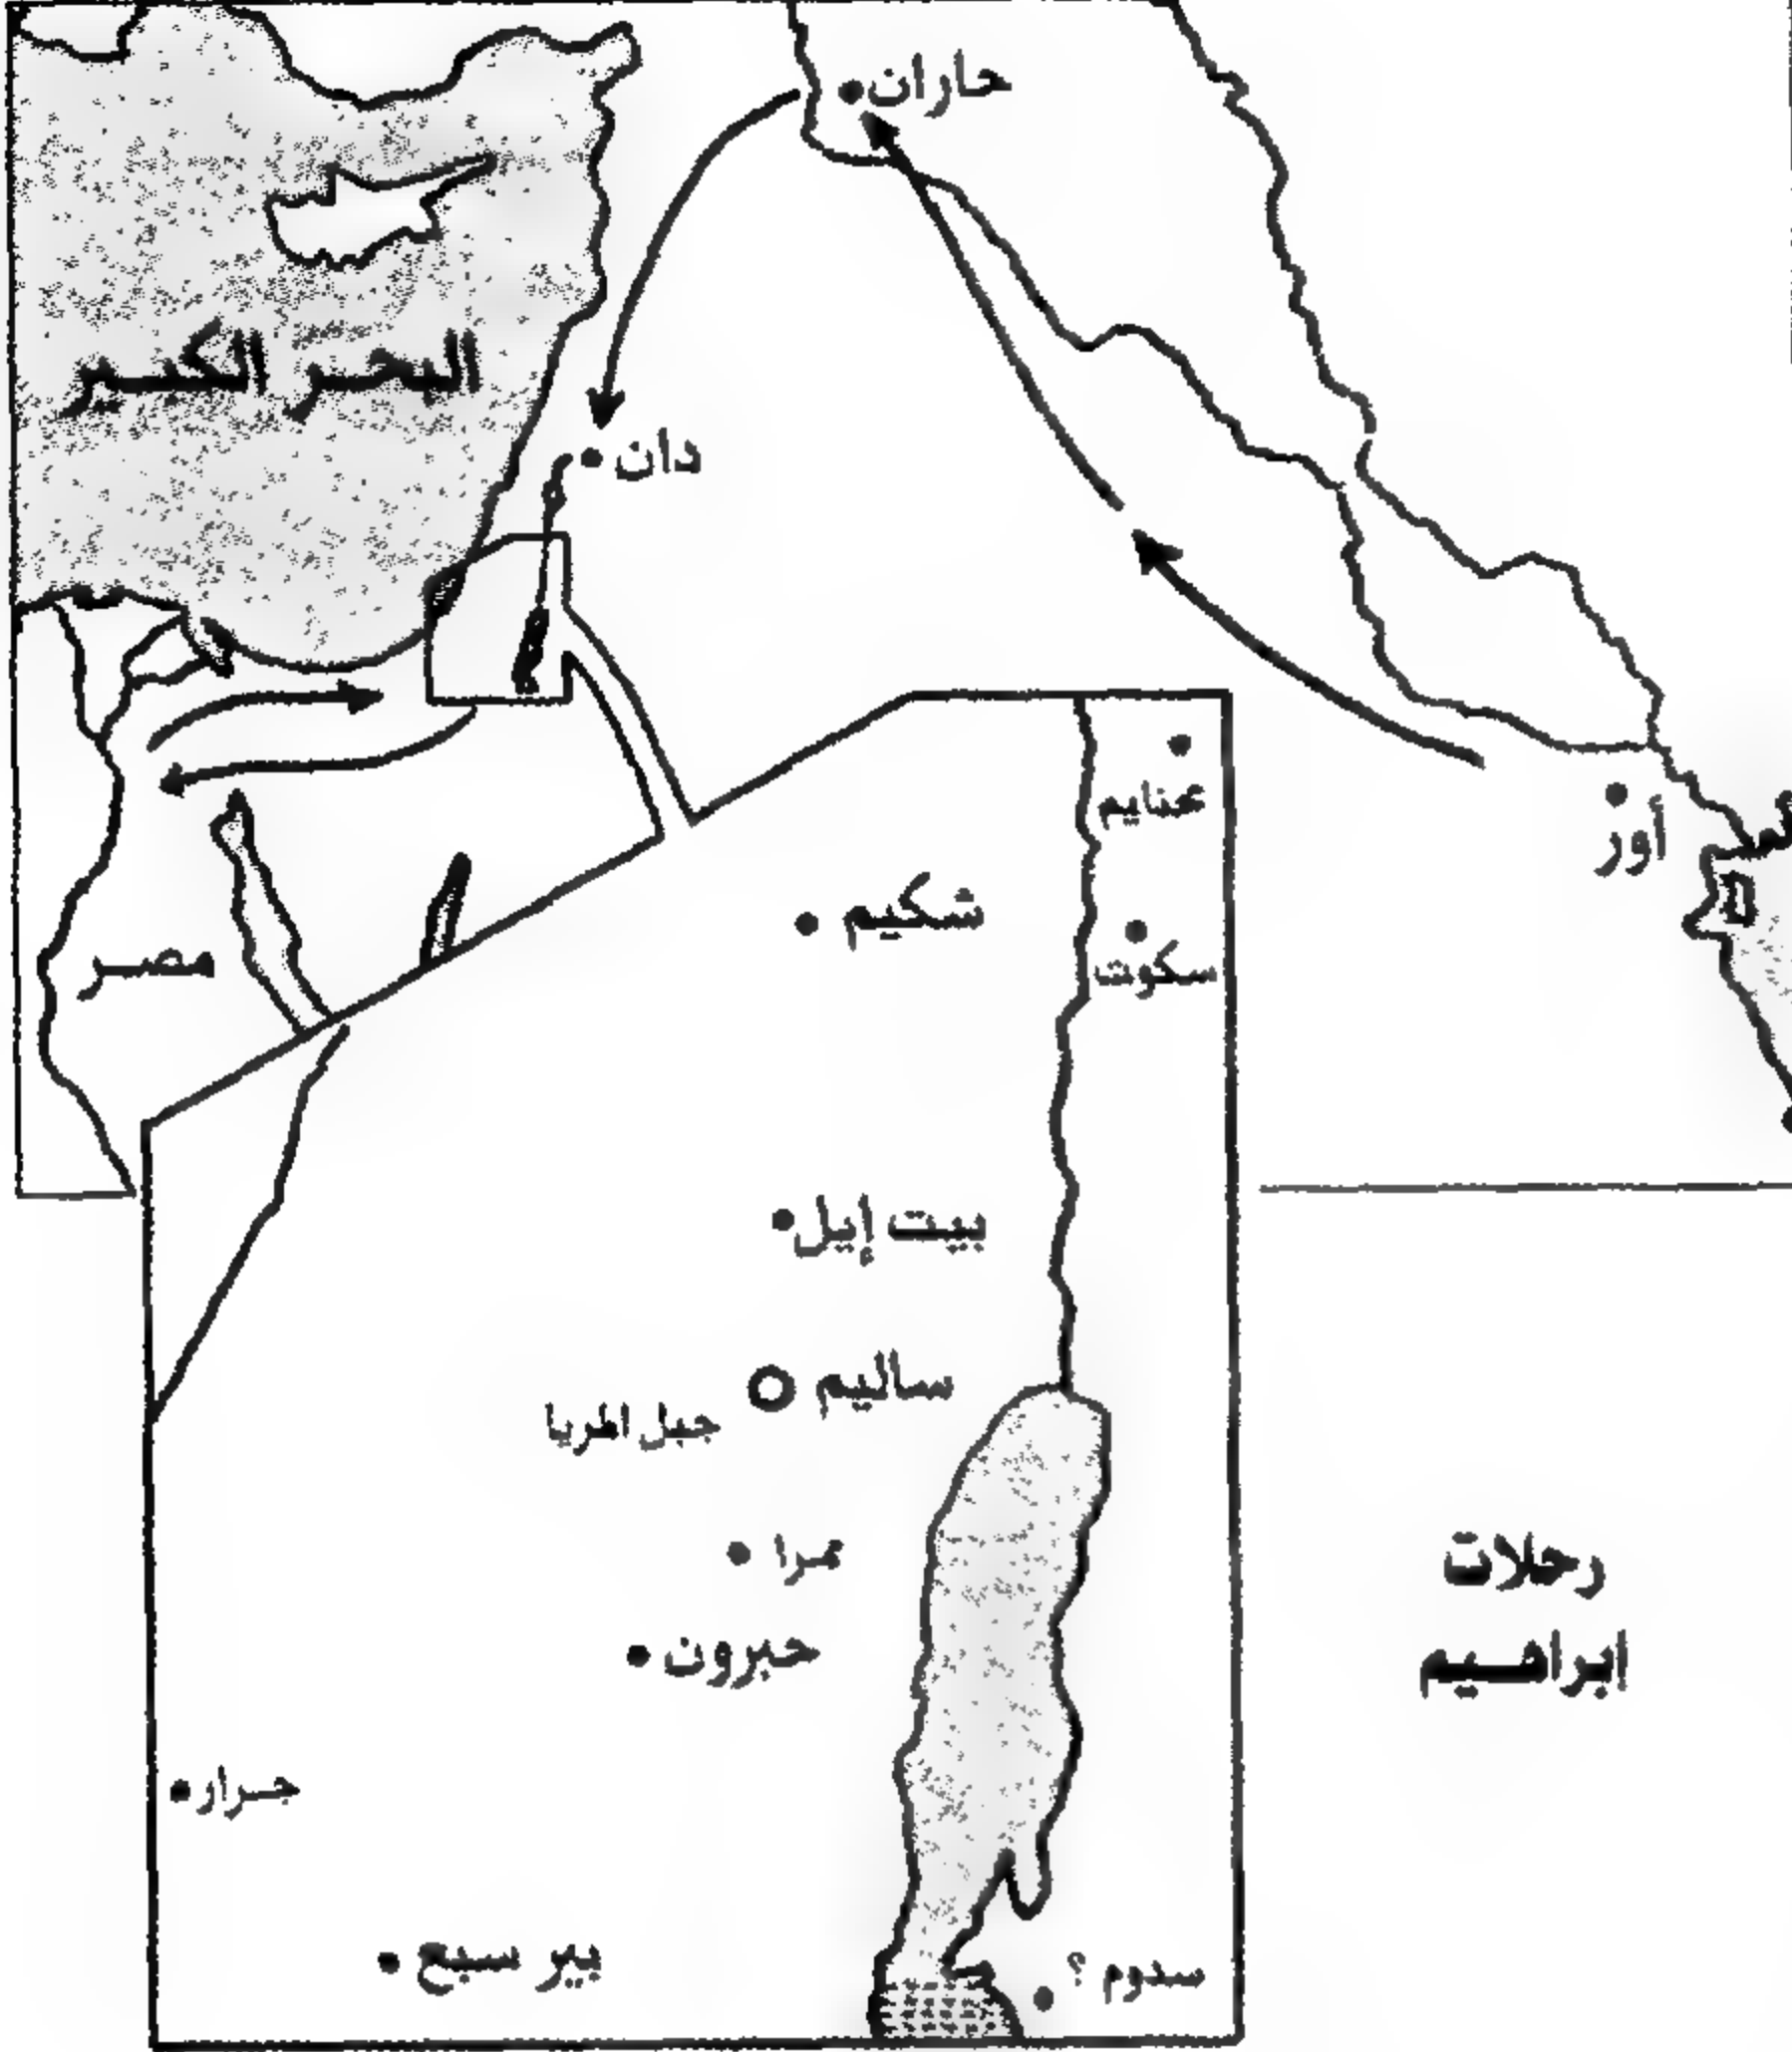 حاران
البحر الكبير
دان
أور
محنايم
شكيم
سكوت
مصر
بيت إيل
ساليم
جبل المريا
ممرا
حبرون
جرار
بير سبع
سدوم ؟
رحلات
ابراهيم